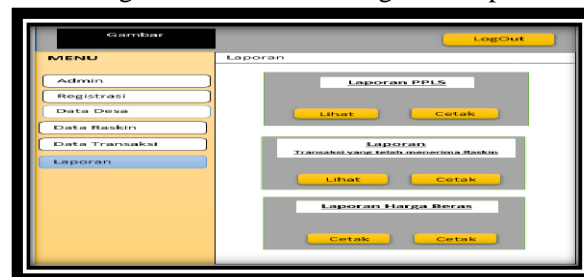 Gambar
LogOut
MENU
Laporan
Admin
Registrasi
Data Desa
Data Raskin
Data Transaksi
Laporan
Laporan PPLS
Lihat
Cetak
Laporan
Transaksi yang telah menerima Raskin
Lihat
Cetak
Laporan Harga Beras
Cetak
Cetak